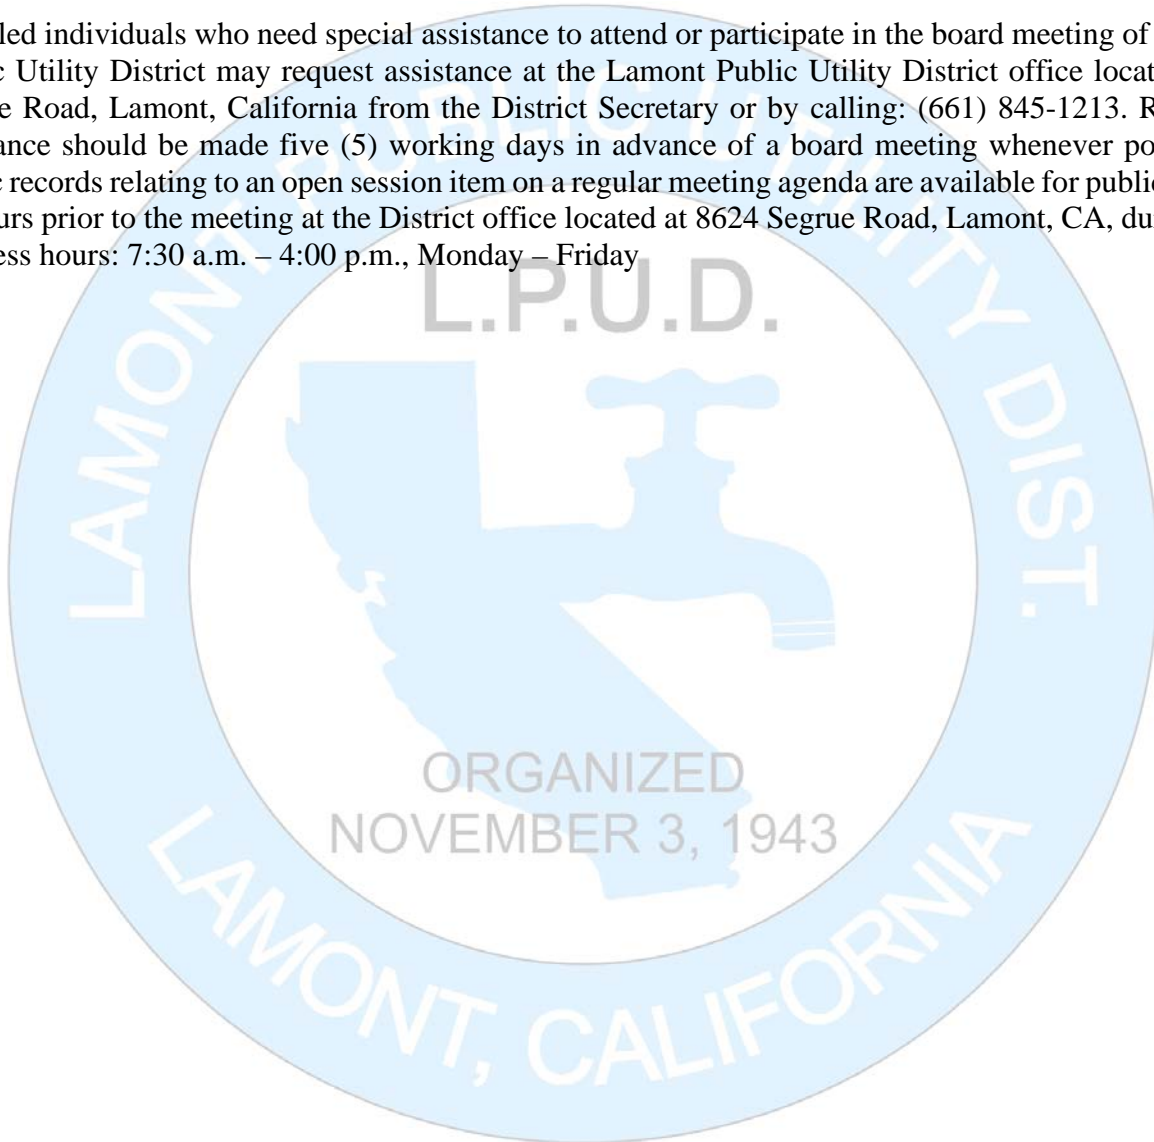 led individuals who need special assistance to attend or participate in the board meeting of
c Utility District may request assistance at the Lamont Public Utility District office locat
e Road, Lamont, California from the District Secretary or by calling: (661) 845-1213. R
ance should be made five (5) working days in advance of a board meeting whenever po
c records relating to an open session item on a regular meeting agenda are available for public
urs prior to the meeting at the District office located at 8624 Segrue Road, Lamont, CA, du
ess hours: 7:30 a.m. – 4:00 p.m., Monday – Friday
LAMONT PUBLIC UTILITY DIST.
L.P.U.D.
ORGANIZED
NOVEMBER 3, 1943
LAMONT, CALIFORNIA